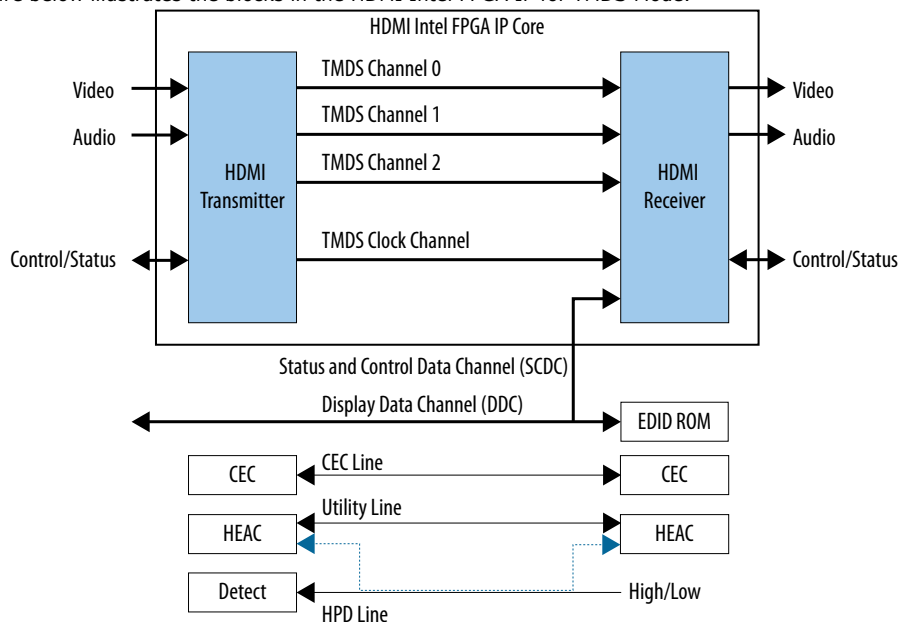 HDMI Intel FPGA IP Core
Video
Audio
Control/Status
HDMI
Transmitter
TMDS Channel 0
TMDS Channel 1
TMDS Channel 2
TMDS Clock Channel
HDMI
Receiver
Video
Audio
Control/Status
Status and Control Data Channel (SCDC)
Display Data Channel (DDC)
EDID ROM
CEC
CEC Line
CEC
HEAC
Utility Line
HEAC
Detect
HPD Line
High/Low